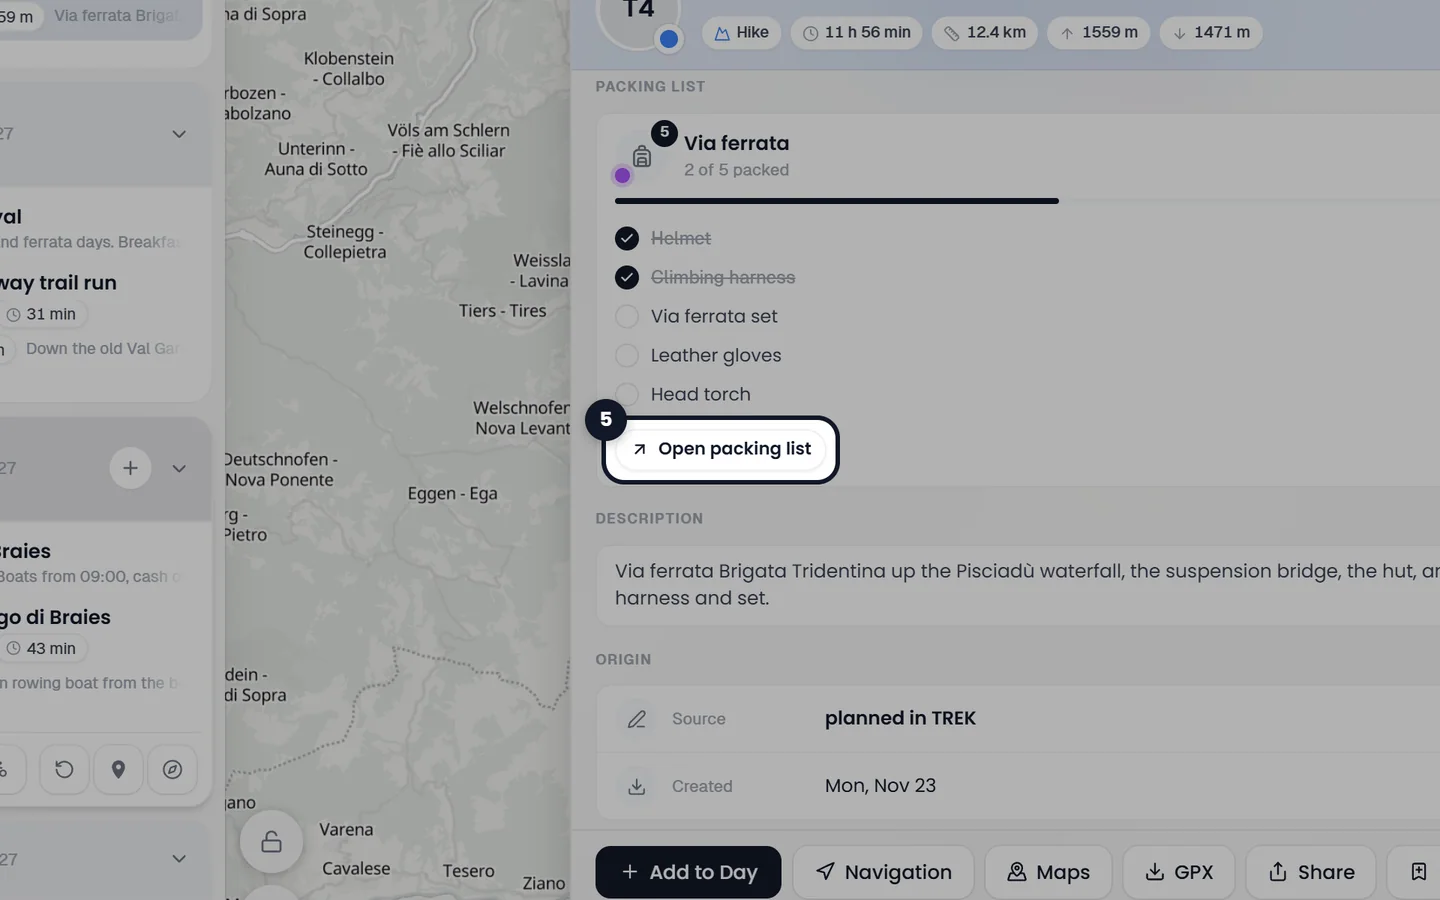 59 m Via ferrata Briga
27
val
nd ferrata days. Breakfa
way trail run
31 min
Down the old Val Gar
27
Braies
Boats from 09:00, cash
go di Braies
43 min
n rowing boat from the b
27
na di Sopra
Klobenstein
- Collalbo
rbozen -
abolzano
Völs am Schlern
- Fiè allo Sciliar
Unterinn -
Auna di Sotto
Steinegg -
Collepietra
Weissla
- Lavina
Tiers - Tires
Welschnofen
Nova Levant
Deutschnofen -
Nova Ponente
Eggen - Ega
rg -
Pietro
dein -
di Sopra
gano
Varena
Cavalese
Tesero
Ziano
T4
Hike
11 h 56 min
12.4 km
1559 m
1471 m
PACKING LIST
5
Via ferrata
2 of 5 packed
Helmet
Climbing harness
Via ferrata set
Leather gloves
Head torch
5
Open packing list
DESCRIPTION
Via ferrata Brigata Tridentina up the Pisciadù waterfall, the suspension bridge, the hut, ar
harness and set.
ORIGIN
Source planned in TREK
Created Mon, Nov 23
+ Add to Day
Navigation
Maps
GPX
Share